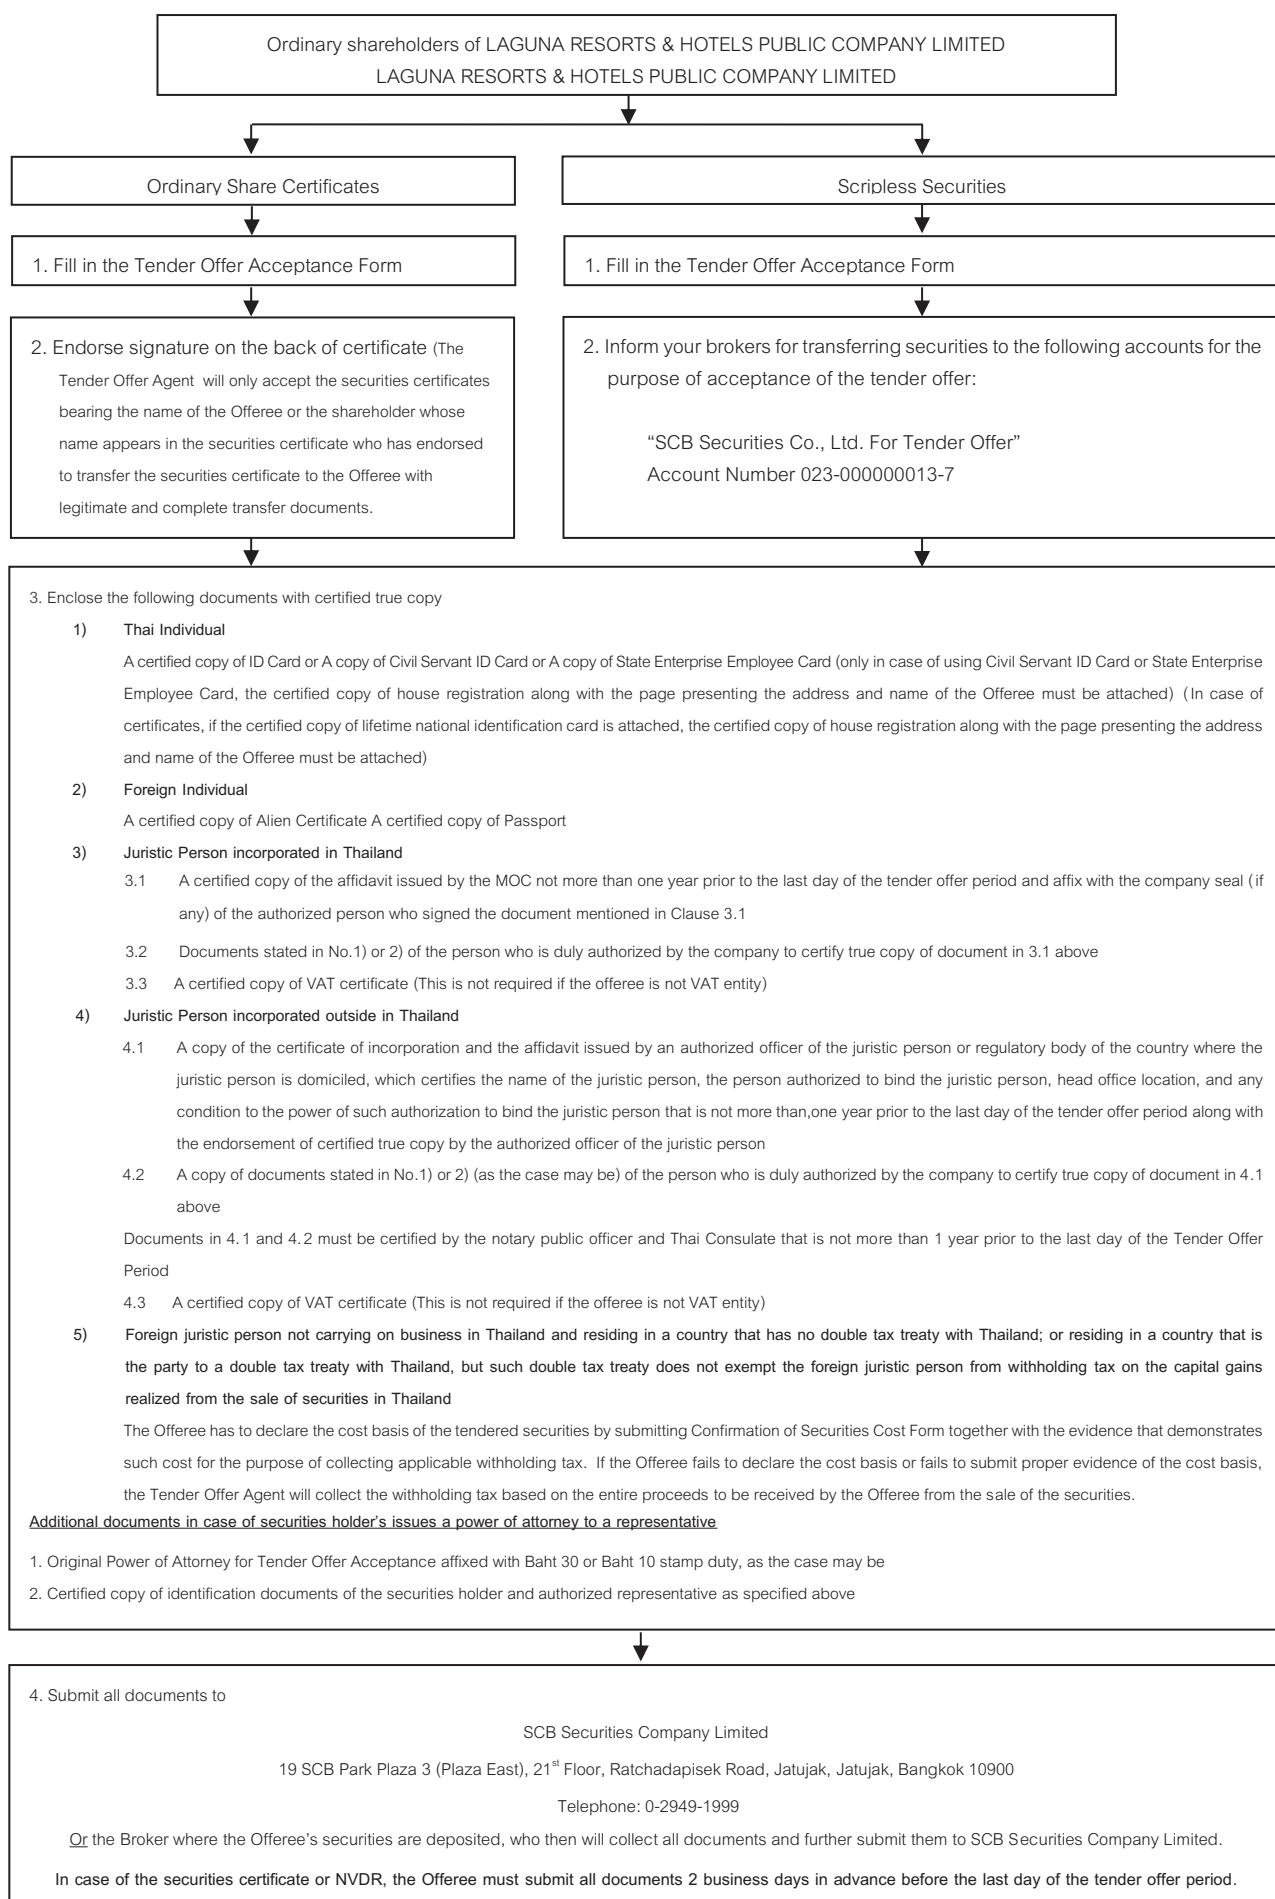 Ordinary shareholders of LAGUNA RESORTS & HOTELS PUBLIC COMPANY LIMITED
LAGUNA RESORTS & HOTELS PUBLIC COMPANY LIMITED
Ordinary Share Certificates
1. Fill in the Tender Offer Acceptance Form
2. Endorse signature on the back of certificate (The
Tender Offer Agent will only accept the securities certificates
bearing the name of the Offeree or the shareholder whose
name appears in the securities certificate who has endorsed
to transfer the securities certificate to the Offeree with
legitimate and complete transfer documents.
Scripless Securities
1. Fill in the Tender Offer Acceptance Form
2. Inform your brokers for transferring securities to the following accounts for the
purpose of acceptance of the tender offer:
“SCB Securities Co., Ltd. For Tender Offer”
Account Number 023-000000013-7
3. Enclose the following documents with certified true copy
1) Thai Individual
A certified copy of ID Card or A copy of Civil Servant ID Card or A copy of State Enterprise Employee Card (only in case of using Civil Servant ID Card or State Enterprise
Employee Card, the certified copy of house registration along with the page presenting the address and name of the Offeree must be attached) (In case of
certificates, if the certified copy of lifetime national identification card is attached, the certified copy of house registration along with the page presenting the address
and name of the Offeree must be attached)
2) Foreign Individual
A certified copy of Alien Certificate A certified copy of Passport
3) Juristic Person incorporated in Thailand
3.1 A certified copy of the affidavit issued by the MOC not more than one year prior to the last day of the tender offer period and affix with the company seal (if
any) of the authorized person who signed the document mentioned in Clause 3.1
3.2 Documents stated in No.1) or 2) of the person who is duly authorized by the company to certify true copy of document in 3.1 above
3.3 A certified copy of VAT certificate (This is not required if the offeree is not VAT entity)
4) Juristic Person incorporated outside in Thailand
4.1 A copy of the certificate of incorporation and the affidavit issued by an authorized officer of the juristic person or regulatory body of the country where the
juristic person is domiciled, which certifies the name of the juristic person, the person authorized to bind the juristic person, head office location, and any
condition to the power of such authorization to bind the juristic person that is not more than,one year prior to the last day of the tender offer period along with
the endorsement of certified true copy by the authorized officer of the juristic person
4.2 A copy of documents stated in No.1) or 2) (as the case may be) of the person who is duly authorized by the company to certify true copy of document in 4.1
above
Documents in 4.1 and 4.2 must be certified by the notary public officer and Thai Consulate that is not more than 1 year prior to the last day of the Tender Offer
Period
4.3 A certified copy of VAT certificate (This is not required if the offeree is not VAT entity)
5) Foreign juristic person not carrying on business in Thailand and residing in a country that has no double tax treaty with Thailand; or residing in a country that is
the party to a double tax treaty with Thailand, but such double tax treaty does not exempt the foreign juristic person from withholding tax on the capital gains
realized from the sale of securities in Thailand
The Offeree has to declare the cost basis of the tendered securities by submitting Confirmation of Securities Cost Form together with the evidence that demonstrates
such cost for the purpose of collecting applicable withholding tax. If the Offeree fails to declare the cost basis or fails to submit proper evidence of the cost basis,
the Tender Offer Agent will collect the withholding tax based on the entire proceeds to be received by the Offeree from the sale of the securities.
Additional documents in case of securities holder's issues a power of attorney to a representative
1. Original Power of Attorney for Tender Offer Acceptance affixed with Baht 30 or Baht 10 stamp duty, as the case may be
2. Certified copy of identification documents of the securities holder and authorized representative as specified above
4. Submit all documents to
SCB Securities Company Limited
19 SCB Park Plaza 3 (Plaza East), 21st Floor, Ratchadapisek Road, Jatujak, Jatujak, Bangkok 10900
Telephone: 0-2949-1999
Or the Broker where the Offeree's securities are deposited, who then will collect all documents and further submit them to SCB Securities Company Limited.
In case of the securities certificate or NVDR, the Offeree must submit all documents 2 business days in advance before the last day of the tender offer period.